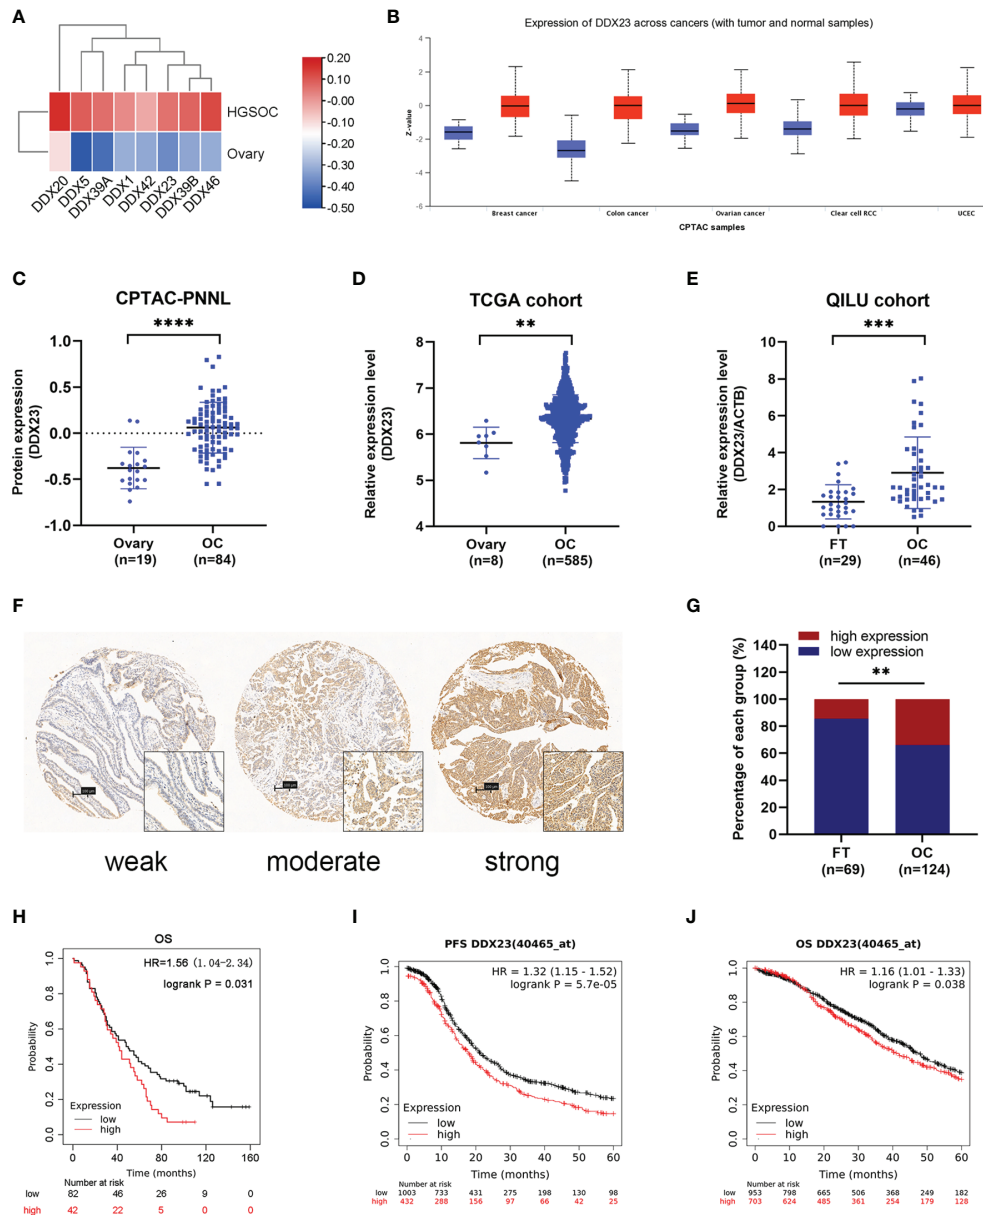 A
0.20
0.10
-0.00
-0.10
-0.20
-0.30
-0.40
-0.50
HGSOC
Ovary
DDX20
DDX5
DDX39A
DDX1
DDX42
DDX23
DDX39B
DDX46
B
Expression of DDX23 across cancers (with tumor and normal samples)
Z-value
4
2
0
-2
-4
-6
Breast cancer
Colon cancer
Ovarian cancer
Clear cell RCC
UCEC
CPTAC samples
C
CPTAC-PNNL
****
Protein expression
(DDX23)
1.0
0.5
0.0
-0.5
-1.0
Ovary
(n=19)
OC
(n=84)
D
TCGA cohort
**
Relative expression level
(DDX23)
8
7
6
5
4
Ovary
(n=8)
OC
(n=585)
E
QILU cohort
***
Relative expression level
(DDX23/ACTB)
10
8
6
4
2
0
FT
(n=29)
OC
(n=46)
F
weak
moderate
strong
G
high expression
low expression
**
Percentage of each group (%)
140
120
100
80
60
40
20
0
FT
(n=69)
OC
(n=124)
H
OS
HR=1.56 (1.04-2.34)
logrank P = 0.031
Probability
1.0
0.8
0.6
0.4
0.2
0.0
Expression
low
high
0 40 80 120 160
Time (months)
Number at risk
low 82 46 26 9 0
high 42 22 5 0 0
I
PFS DDX23(40465_at)
HR = 1.32 (1.15 - 1.52)
logrank P = 5.7e-05
Probability
1.0
0.8
0.6
0.4
0.2
0.0
Expression
low
high
0 10 20 30 40 50 60
Time (months)
Number at risk
low 1003 733 431 275 198 130 98
high 432 288 156 97 66 42 25
J
OS DDX23(40465_at)
HR = 1.16 (1.01 - 1.33)
logrank P = 0.038
Probability
1.0
0.8
0.6
0.4
0.2
0.0
Expression
low
high
0 10 20 30 40 50 60
Time (months)
Number at risk
low 953 798 665 506 368 249 182
high 703 624 485 361 254 179 128